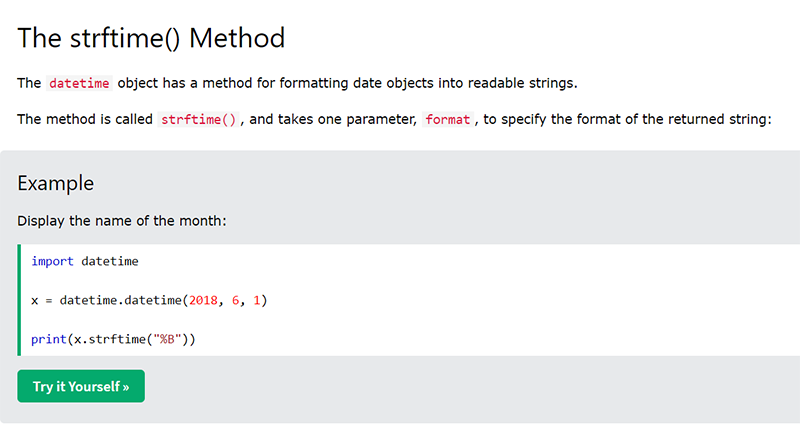 The strftime() Method
The datetime object has a method for formatting date objects into readable strings.
The method is called strftime(), and takes one parameter, format, to specify the format of the returned string:
Example
Display the name of the month:
import datetime
x = datetime.datetime(2018, 6, 1)
print(x.strftime("%B"))
Try it Yourself »